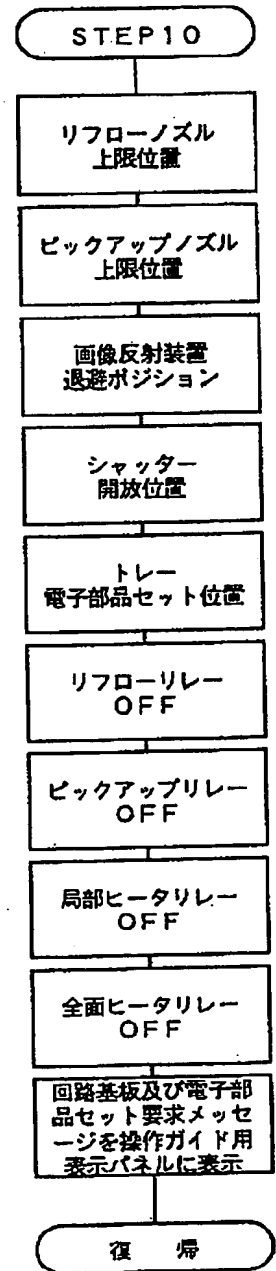 STEP10
リフローノズル
上限位置
ピックアップノズル
上限位置
画像反射装置
退避ポジション
シャッター
開放位置
トレー
電子部品セット位置
リフローリレー
OFF
ピックアップリレー
OFF
局部ヒータリレー
OFF
全面ヒータリレー
OFF
回路基板及び電子部
品セット要求メッセ
ージを操作ガイド用
表示パネルに表示
復 帰